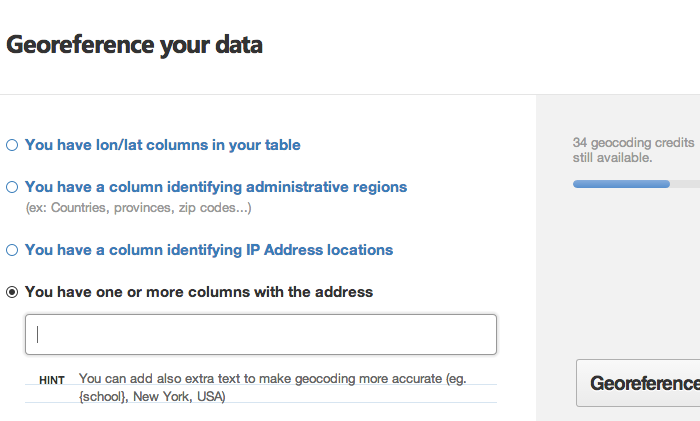 Georeference your data
You have lon/lat columns in your table
34 geocoding credits
still available.
You have a column identifying administrative regions
(ex: Countries, provinces, zip codes...)
You have a column identifying IP Address locations
You have one or more columns with the address
HINT You can add also extra text to make geocoding more accurate (eg.
{school}, New York, USA)
Georeference